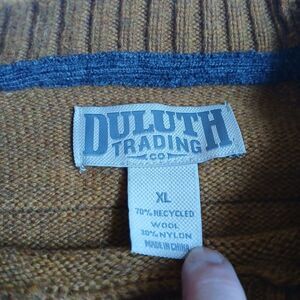 DULUTH
TRADING
CO
XL
70% RECYCLED
WOOL
30% NYLON
MADE IN CHINA